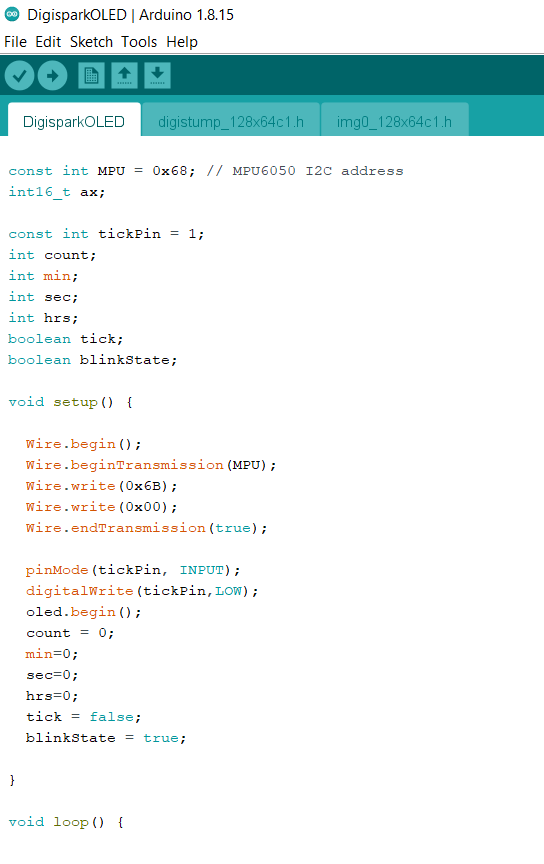 DigisparkOLED | Arduino 1.8.15
File Edit Sketch Tools Help
DigisparkOLED digistump_128x64c1.h img0_128x64c1.h
const int MPU = 0x68; // MPU6050 I2C address
int16_t ax;
const int tickPin = 1;
int count;
int min;
int sec;
int hrs;
boolean tick;
boolean blinkState;
void setup() {
Wire.begin();
Wire.beginTransmission(MPU);
Wire.write(0x6B);
Wire.write(0x00);
Wire.endTransmission(true);
pinMode(tickPin, INPUT);
digitalWrite(tickPin,LOW);
oled.begin();
count = 0;
min=0;
sec=0;
hrs=0;
tick = false;
blinkState = true;
}
void loop() {